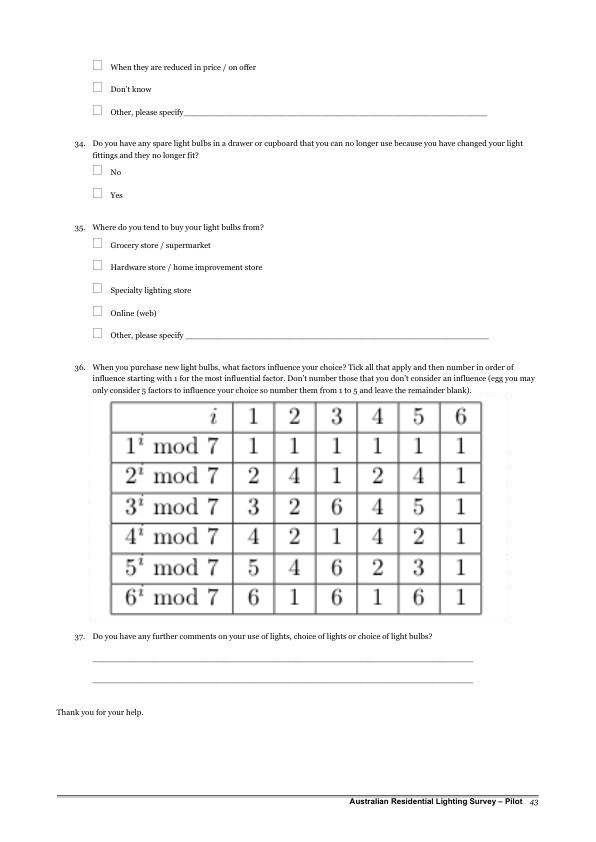 When they are reduced in price / on offer
Don't know
Other, please specify
34. Do you have any spare light bulbs in a drawer or cupboard that you can no longer use because you have changed your light
fittings and they no longer fit?
No
Yes
35. Where do you tend to buy your light bulbs from?
Grocery store / supermarket
Hardware store / home improvement store
Specialty lighting store
Online (web)
Other, please specify
36. When you purchase new light bulbs, what factors influence your choice? Tick all that apply and then number in order of
influence starting with 1 for the most influential factor. Don't number those that you don't consider an influence (egg you may
only consider 5 factors to influence your choice so number them from 1 to 5 and leave the remainder blank).
i 1 2 3 4 5 6
1^i mod 7 1 1 1 1 1 1
2^i mod 7 2 4 1 2 4 1
3^i mod 7 3 2 6 4 5 1
4^i mod 7 4 2 1 4 2 1
5^i mod 7 5 4 6 2 3 1
6^i mod 7 6 1 6 1 6 1
37. Do you have any further comments on your use of lights, choice of lights or choice of light bulbs?
Thank you for your help.
Australian Residential Lighting Survey – Pilot 43